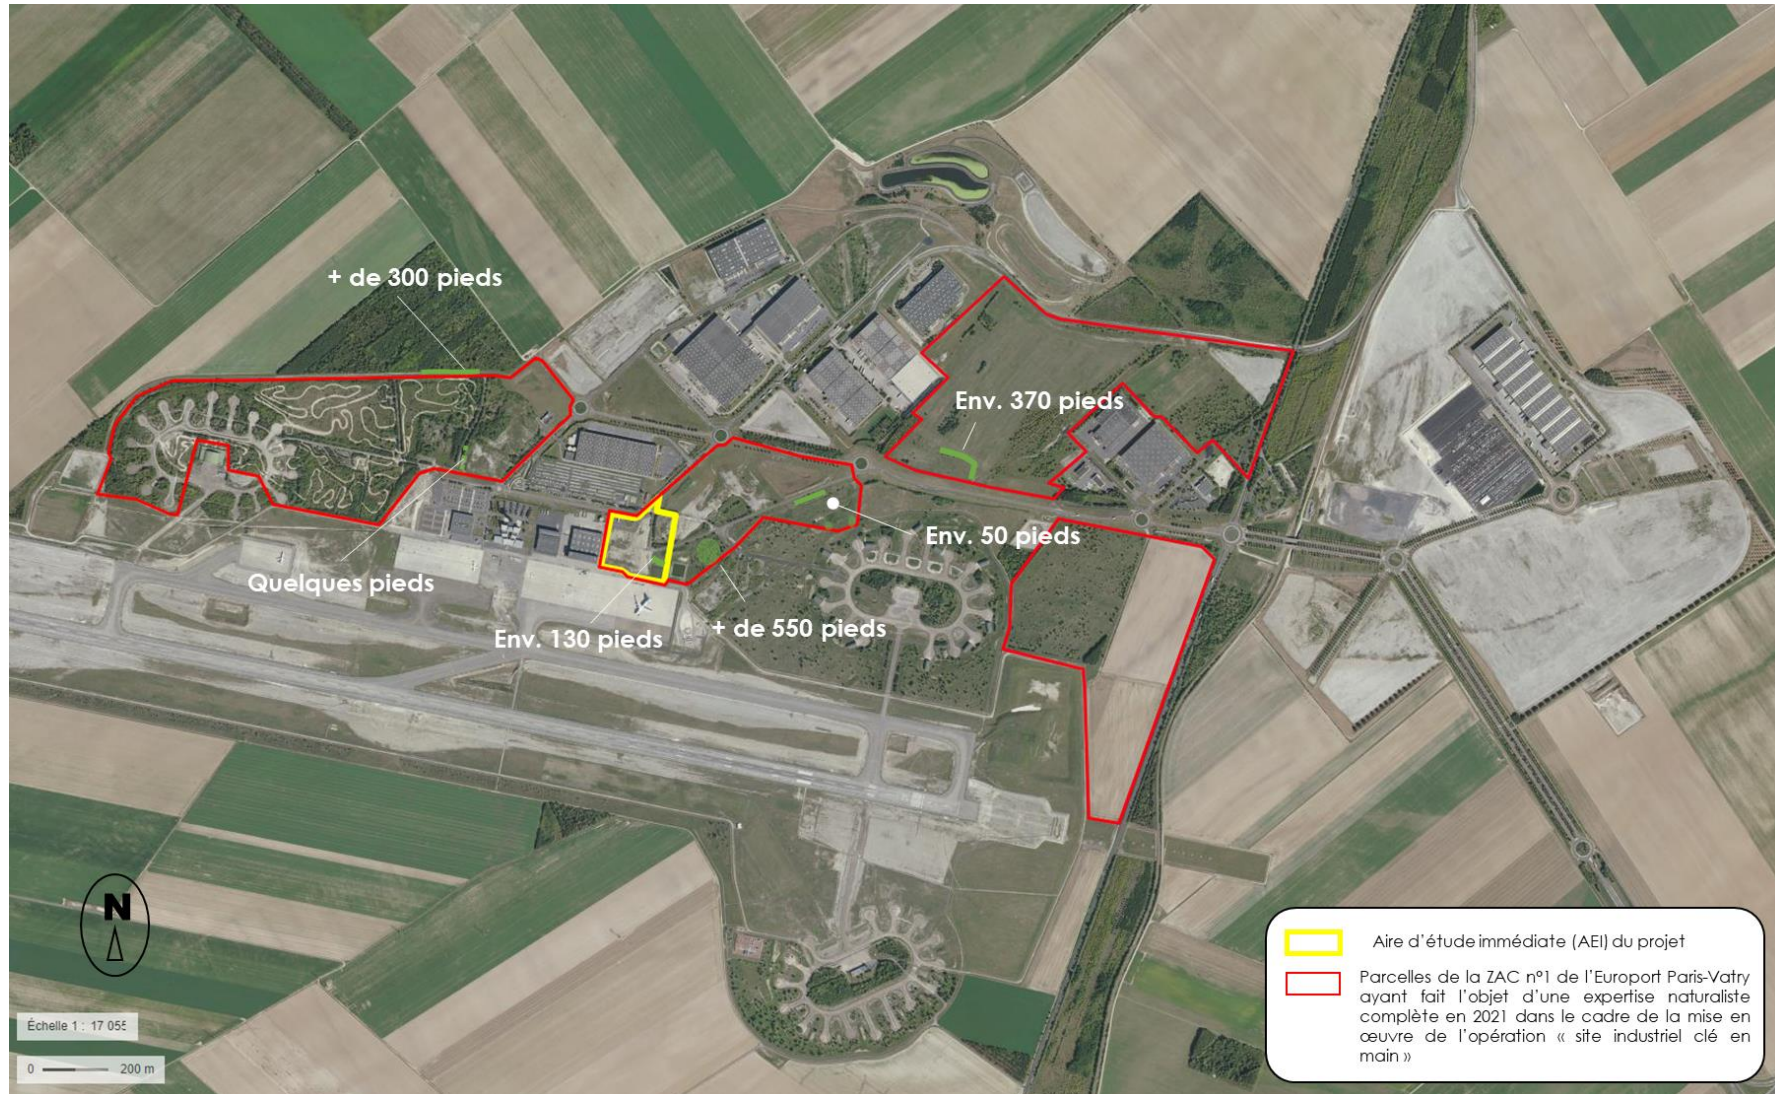 + de 300 pieds
Env. 370 pieds
Env. 50 pieds
Quelques pieds
+ de 550 pieds
Env. 130 pieds
N
Aire d'étude immédiate (AEI) du projet
Parcelles de la ZAC n°1 de l'Europort Paris-Vatry
ayant fait l'objet d'une expertise naturaliste
complète en 2021 dans le cadre de la mise en
œuvre de l'opération « site industriel clé en
main »
Échelle 1 : 17 055
0 200 m